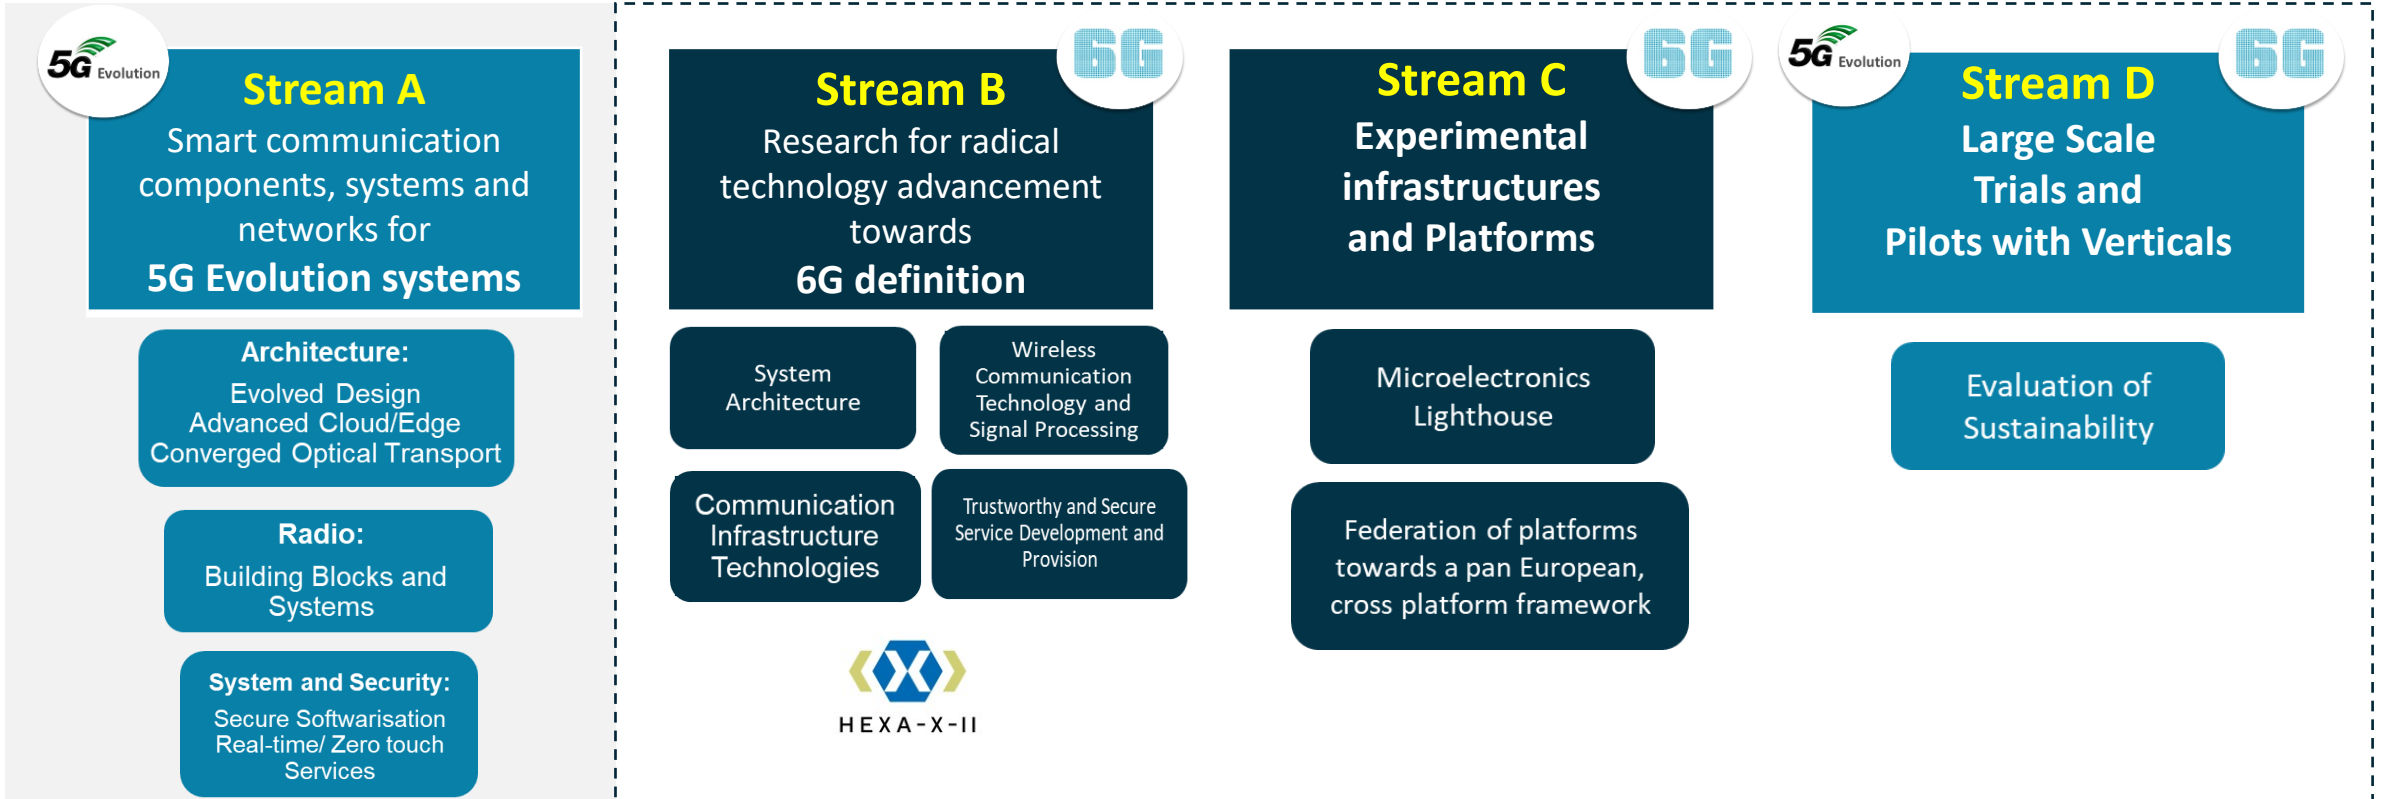 5G Evolution
Stream A
Smart communication
components, systems and
networks for
5G Evolution systems
Architecture:
Evolved Design
Advanced Cloud/Edge
Converged Optical Transport
Radio:
Building Blocks and
Systems
System and Security:
Secure Softwarisation
Real-time/ Zero touch
Services
6G
Stream B
Research for radical
technology advancement
towards
6G definition
System
Architecture
Wireless
Communication
Technology and
Signal Processing
Communication
Infrastructure
Technologies
Trustworthy and Secure
Service Development and
Provision
X
HEXA-X-II
6G
Stream C
Experimental
infrastructures
and Platforms
Microelectronics
Lighthouse
Federation of platforms
towards a pan European,
cross platform framework
5G Evolution
6G
Stream D
Large Scale
Trials and
Pilots with Verticals
Evaluation of
Sustainability